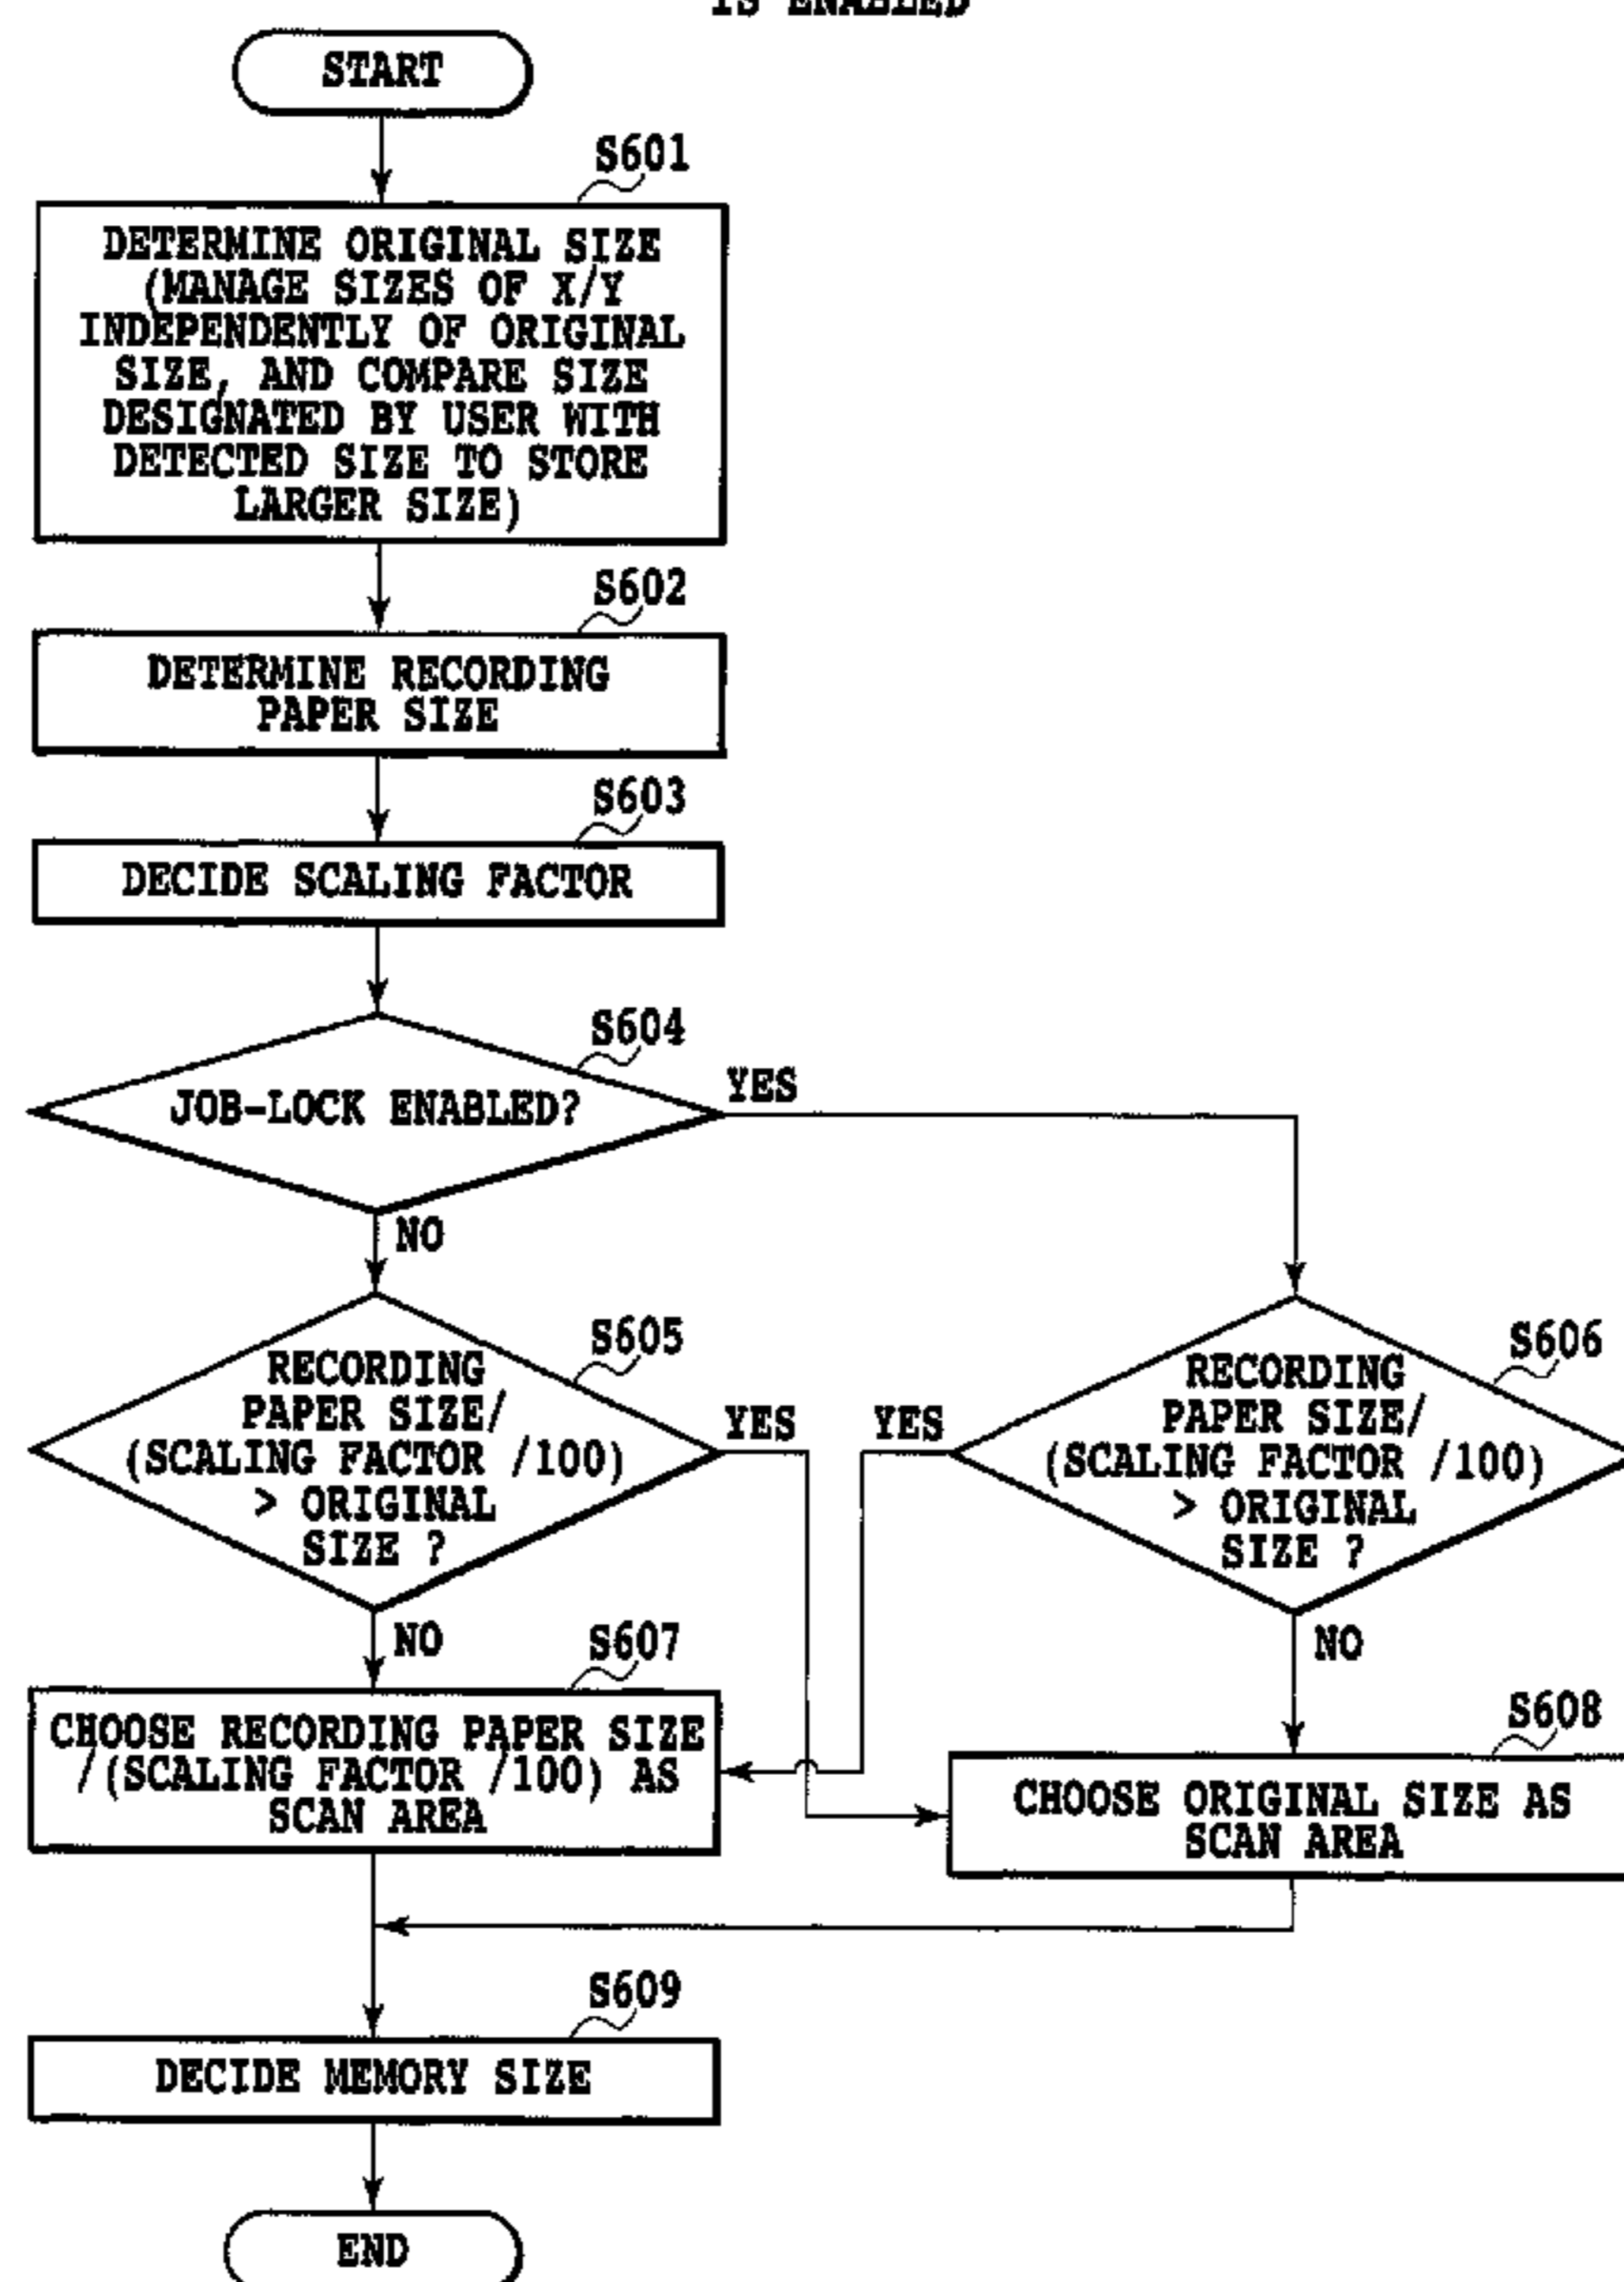 IS ENABLED
START
S601
DETERMINE ORIGINAL SIZE
(MANAGE SIZES OF X/Y
INDEPENDENTLY OF ORIGINAL
SIZE, AND COMPARE SIZE
DESIGNATED BY USER WITH
DETECTED SIZE TO STORE
LARGER SIZE)
S602
DETERMINE RECORDING
PAPER SIZE
S603
DECIDE SCALING FACTOR
S604
JOB-LOCK ENABLED?
YES
NO
S605
RECORDING
PAPER SIZE/
(SCALING FACTOR /100)
> ORIGINAL
SIZE ?
YES
NO
S606
RECORDING
PAPER SIZE/
(SCALING FACTOR /100)
> ORIGINAL
SIZE ?
YES
NO
S607
CHOOSE RECORDING PAPER SIZE
/(SCALING FACTOR /100) AS
SCAN AREA
S608
CHOOSE ORIGINAL SIZE AS
SCAN AREA
S609
DECIDE MEMORY SIZE
END